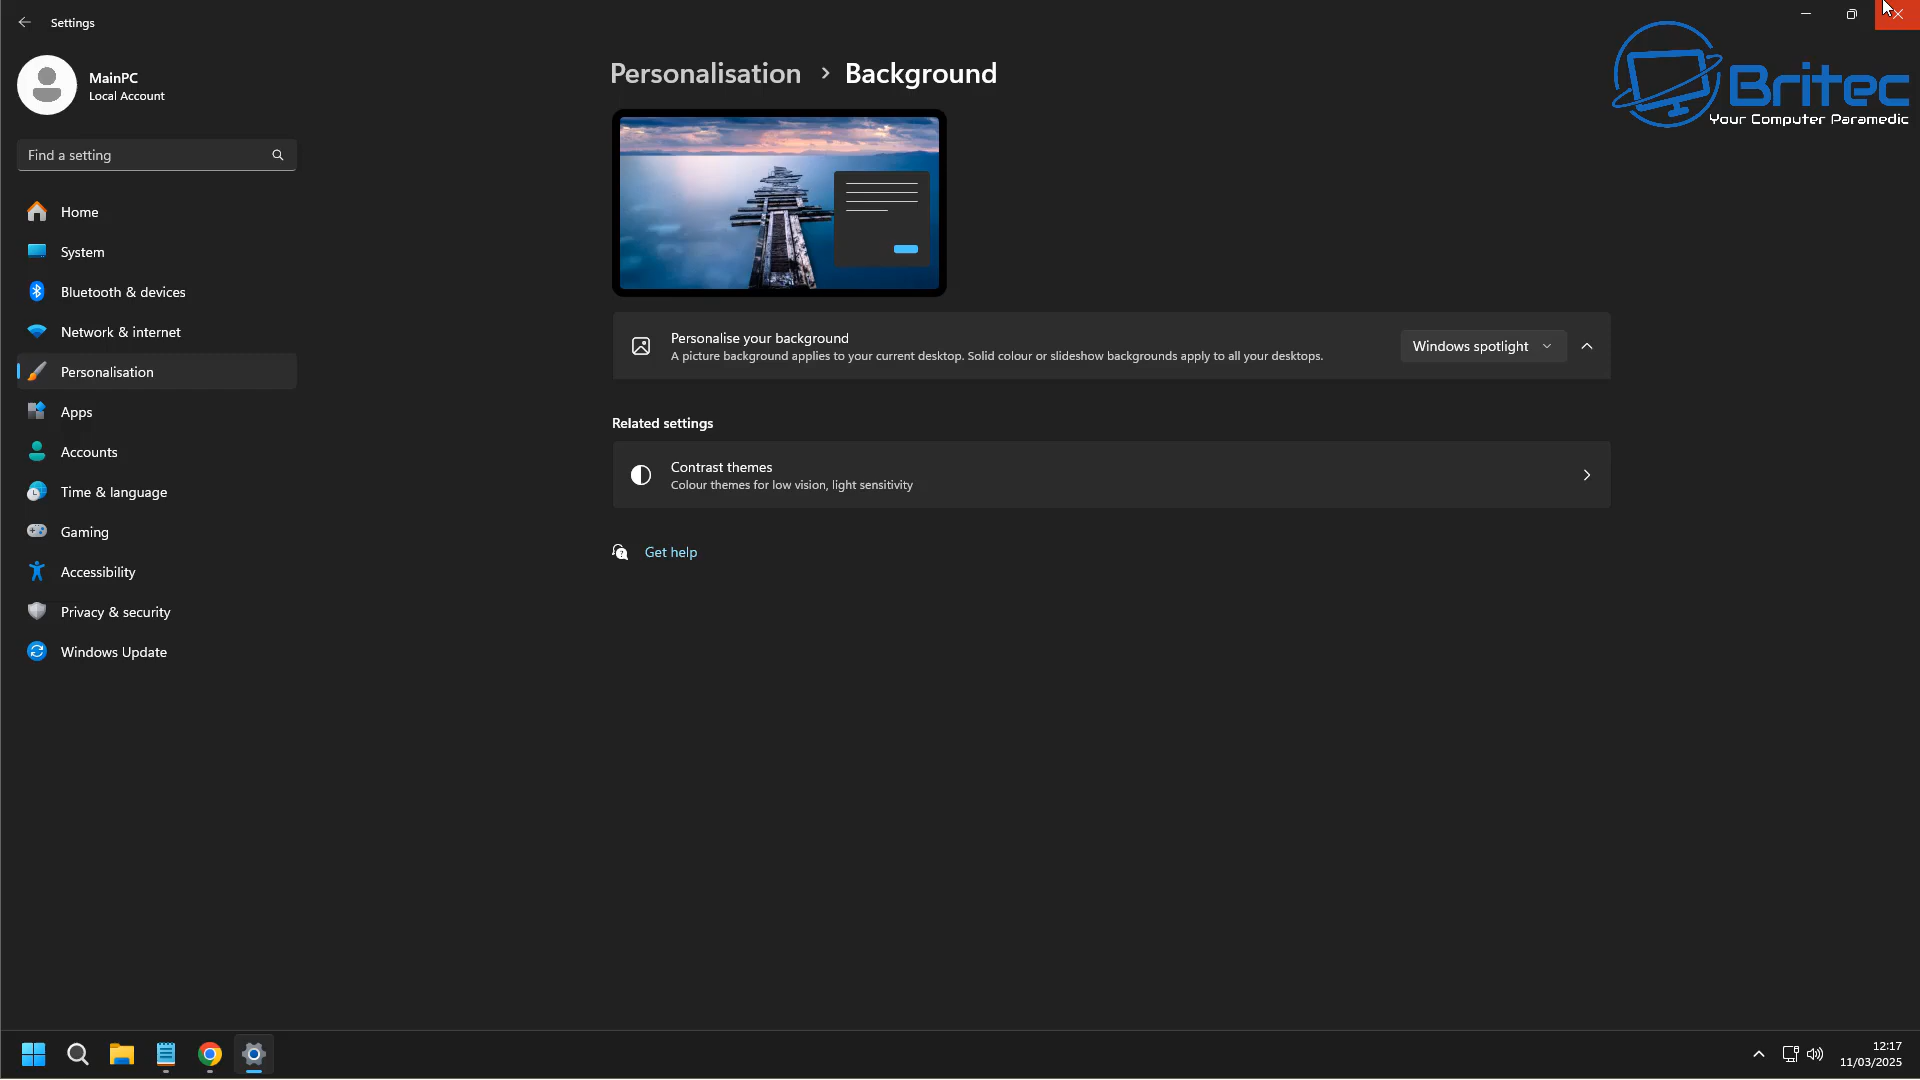 Settings
MainPC
Local Account
Find a setting
Home
System
Bluetooth & devices
Network & internet
Personalisation
Apps
Accounts
Time & language
Gaming
Accessibility
Privacy & security
Windows Update
Personalisation > Background
Personalise your background
A picture background applies to your current desktop. Solid colour or slideshow backgrounds apply to all your desktops.
Windows spotlight
Related settings
Contrast themes
Colour themes for low vision, light sensitivity
Get help
Britec
Your Computer Paramedic
12:17
11/03/2025